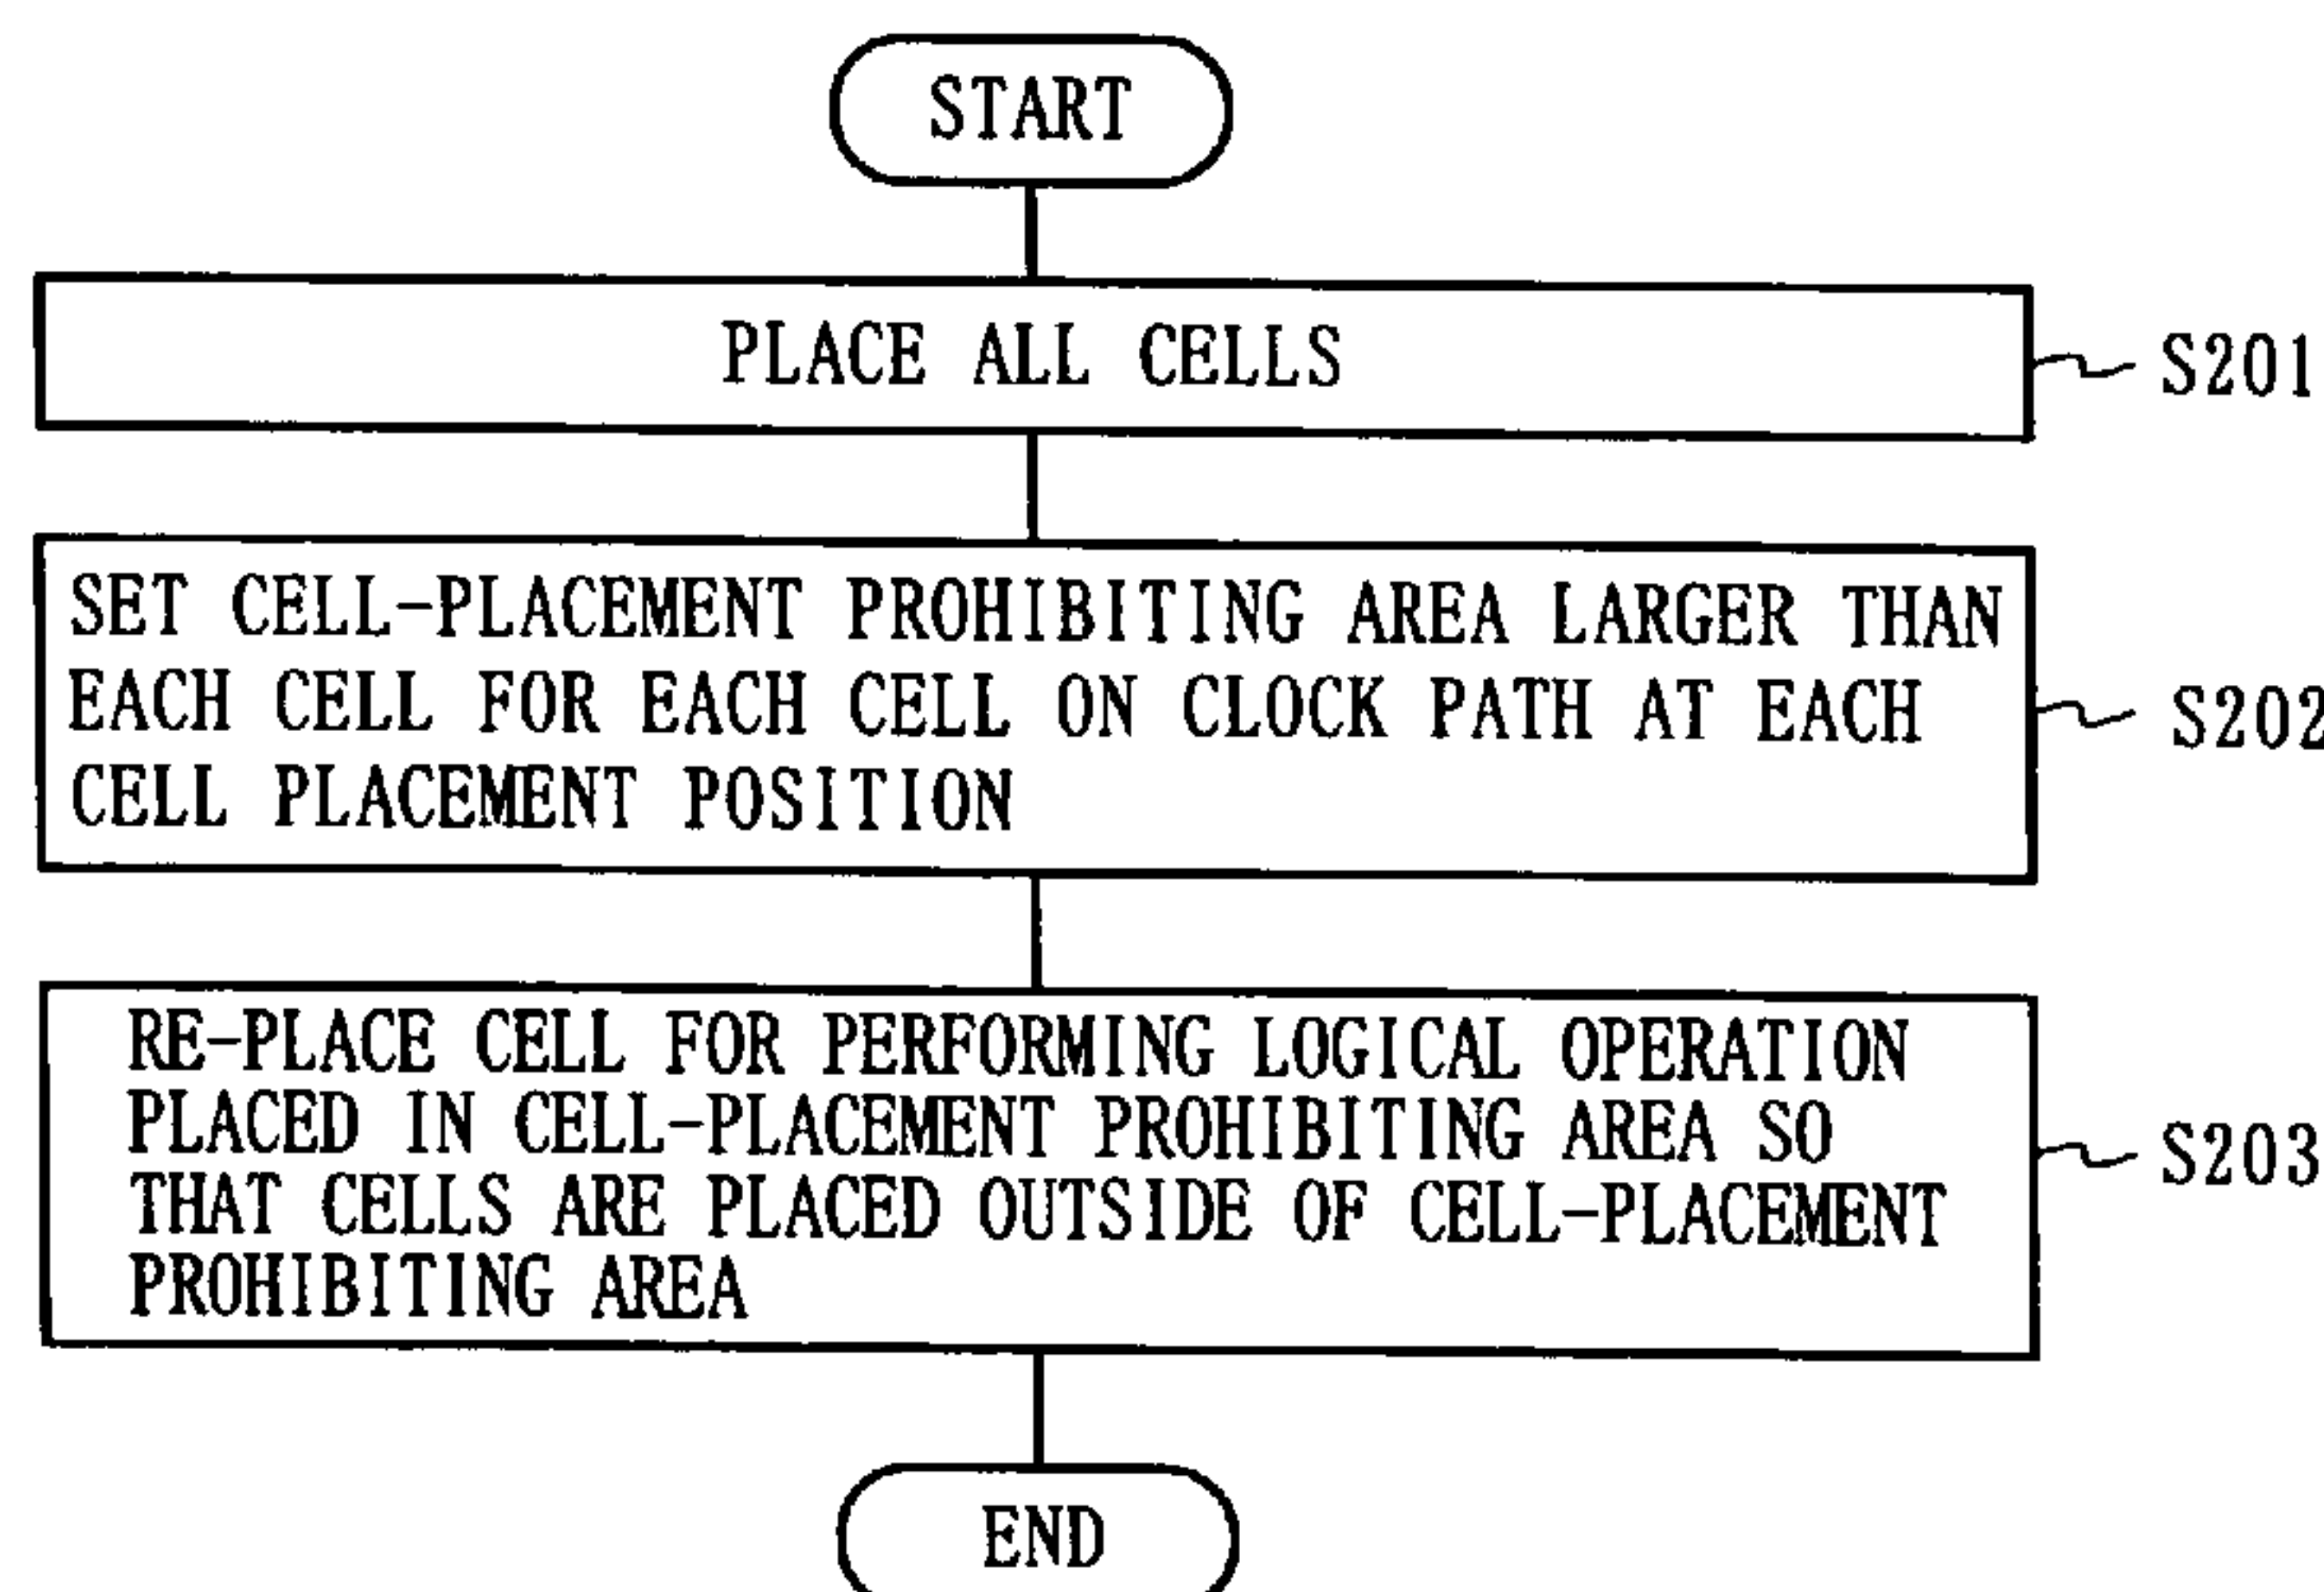 START
PLACE ALL CELLS
S201
SET CELL-PLACEMENT PROHIBITING AREA LARGER THAN
EACH CELL FOR EACH CELL ON CLOCK PATH AT EACH
CELL PLACEMENT POSITION
S202
RE-PLACE CELL FOR PERFORMING LOGICAL OPERATION
PLACED IN CELL-PLACEMENT PROHIBITING AREA SO
THAT CELLS ARE PLACED OUTSIDE OF CELL-PLACEMENT
PROHIBITING AREA
S203
END